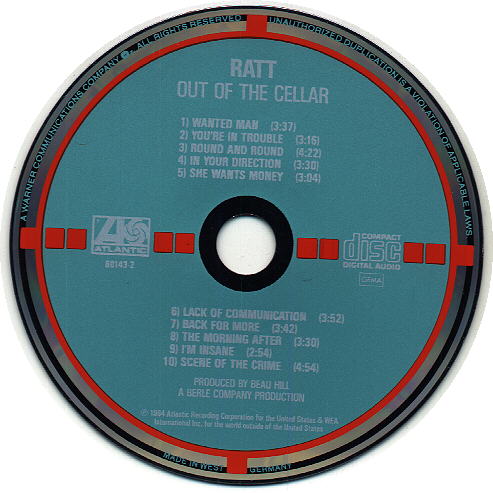 A WARNER COMMUNICATIONS COMPANY ALL RIGHTS RESERVED
UNAUTHORIZED DUPLICATION IS A VIOLATION OF APPLICABLE LAWS
RATT
OUT OF THE CELLAR
1) WANTED MAN (3:37)
2) YOU'RE IN TROUBLE (3:16)
3) ROUND AND ROUND (4:22)
4) IN YOUR DIRECTION (3:30)
5) SHE WANTS MONEY (3:04)
ATLANTIC
80143-2
COMPACT
disc
DIGITAL AUDIO
GEMA
6) LACK OF COMMUNICATION (3:52)
7) BACK FOR MORE (3:42)
8) THE MORNING AFTER (3:30)
9) I'M INSANE (2:54)
10) SCENE OF THE CRIME (4:54)
PRODUCED BY BEAU HILL
A BERLE COMPANY PRODUCTION
℗ 1984 Atlantic Recording Corporation for the United States & WEA
International Inc. for the world outside of the United States
MADE IN WEST GERMANY